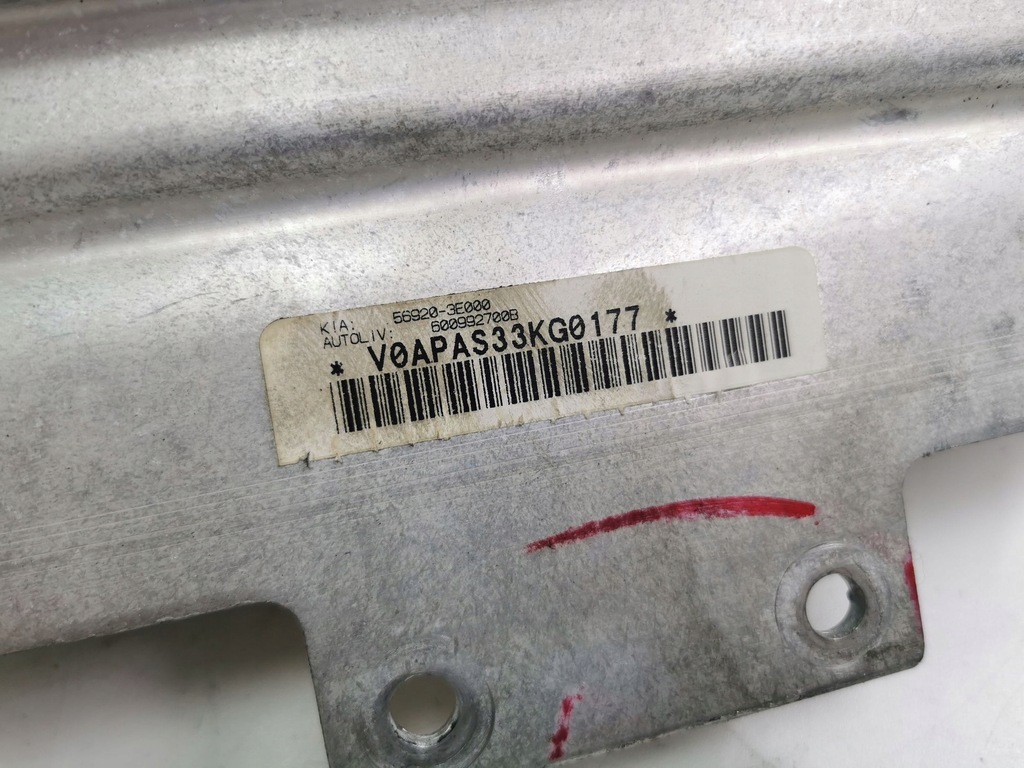 KIA: 56920-3E000
AUTOLIV: 600992700B
* V0APAS33KG0177 *